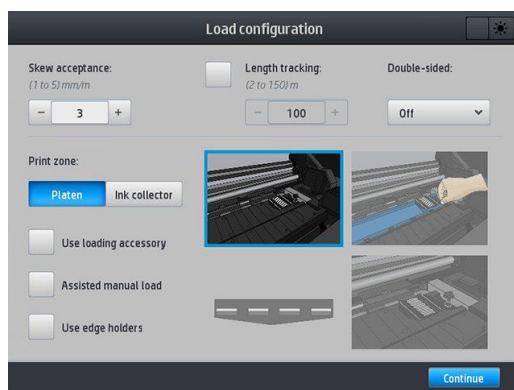 Load configuration
Skew acceptance:
(1 to 5) mm/m
Length tracking:
(2 to 150) m
Double-sided:
- 3 +
- 100 +
Off
Print zone:
Platen
Ink collector
Use loading accessory
Assisted manual load
Use edge holders
Continue